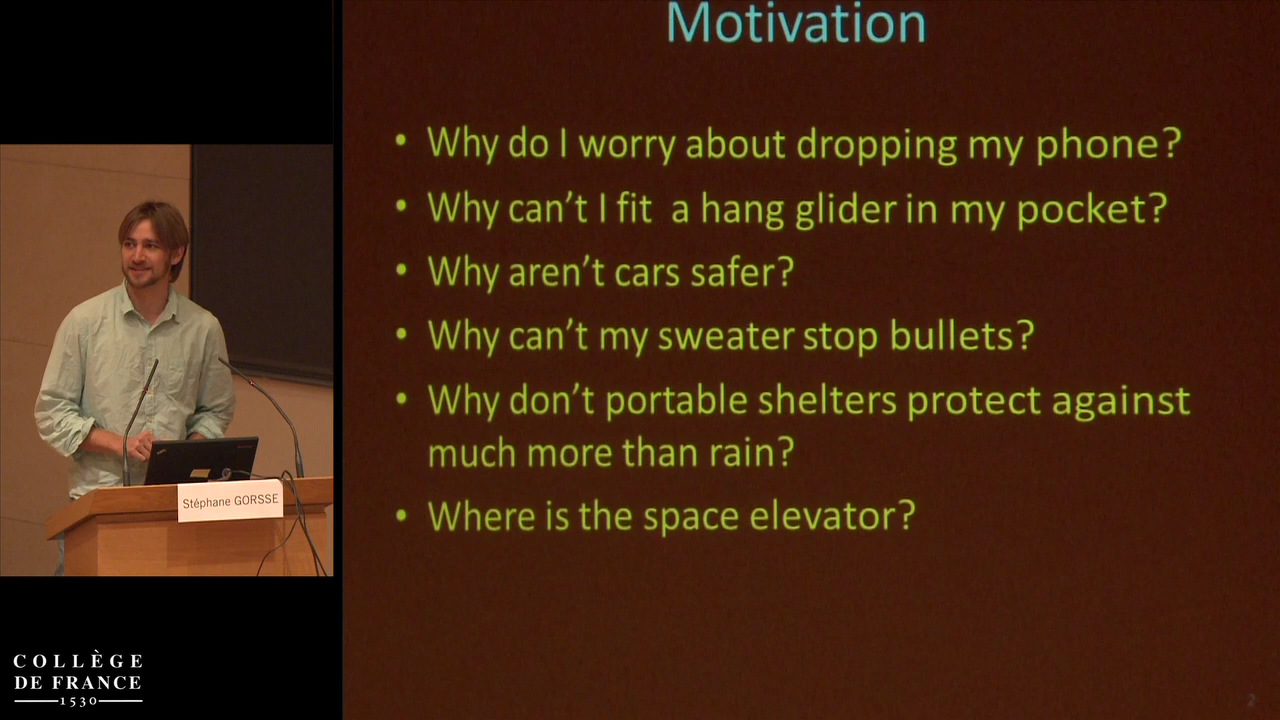 Motivation
• Why do I worry about dropping my phone?
• Why can't I fit a hang glider in my pocket?
• Why aren't cars safer?
• Why can't my sweater stop bullets?
• Why don't portable shelters protect against
much more than rain?
• Where is the space elevator?
2
Stéphane GORSSE
COLLÈGE
DE FRANCE
1530